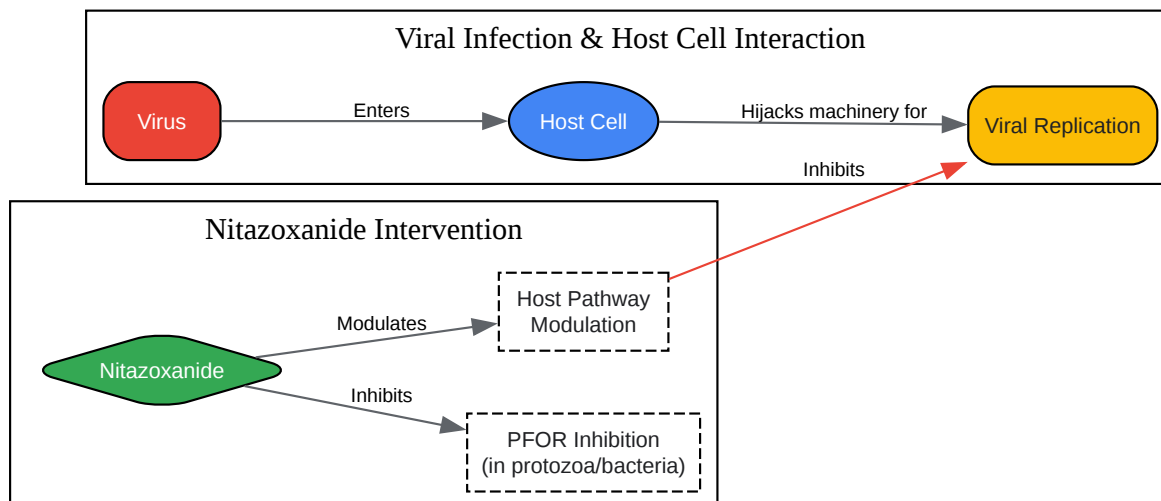 Viral Infection & Host Cell Interaction
Virus
Enters
Host Cell
Hijacks machinery for
Viral Replication
Inhibits
Nitazoxanide Intervention
Nitazoxanide
Modulates
Host Pathway
Modulation
Inhibits
PFOR Inhibition
(in protozoa/bacteria)